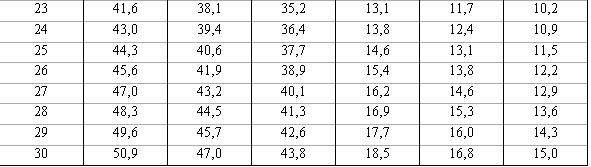 23 41,6 38,1 35,2 13,1 11,7 10,2
24 43,0 39,4 36,4 13,8 12,4 10,9
25 44,3 40,6 37,7 14,6 13,1 11,5
26 45,6 41,9 38,9 15,4 13,8 12,2
27 47,0 43,2 40,1 16,2 14,6 12,9
28 48,3 44,5 41,3 16,9 15,3 13,6
29 49,6 45,7 42,6 17,7 16,0 14,3
30 50,9 47,0 43,8 18,5 16,8 15,0